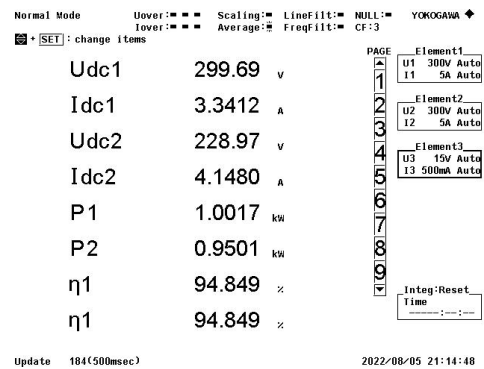 Normal Mode Uover: Scaling: LineFilt: NULL: YOKOGAWA
Iover: Average: FreqFilt: CF:3
+ SET : change items
PAGE
Udc1 299.69 V
Idc1 3.3412 A
Udc2 228.97 V
Idc2 4.1480 A
P1 1.0017 kW
P2 0.9501 kW
η1 94.849 %
η1 94.849 %
1
2
3
4
5
6
7
8
9
Element1
U1 300V Auto
I1 5A Auto
Element2
U2 300V Auto
I2 5A Auto
Element3
U3 15V Auto
I3 500mA Auto
Integ:Reset
Time
-----:--:--
Update 184(500msec) 2022/08/05 21:14:48